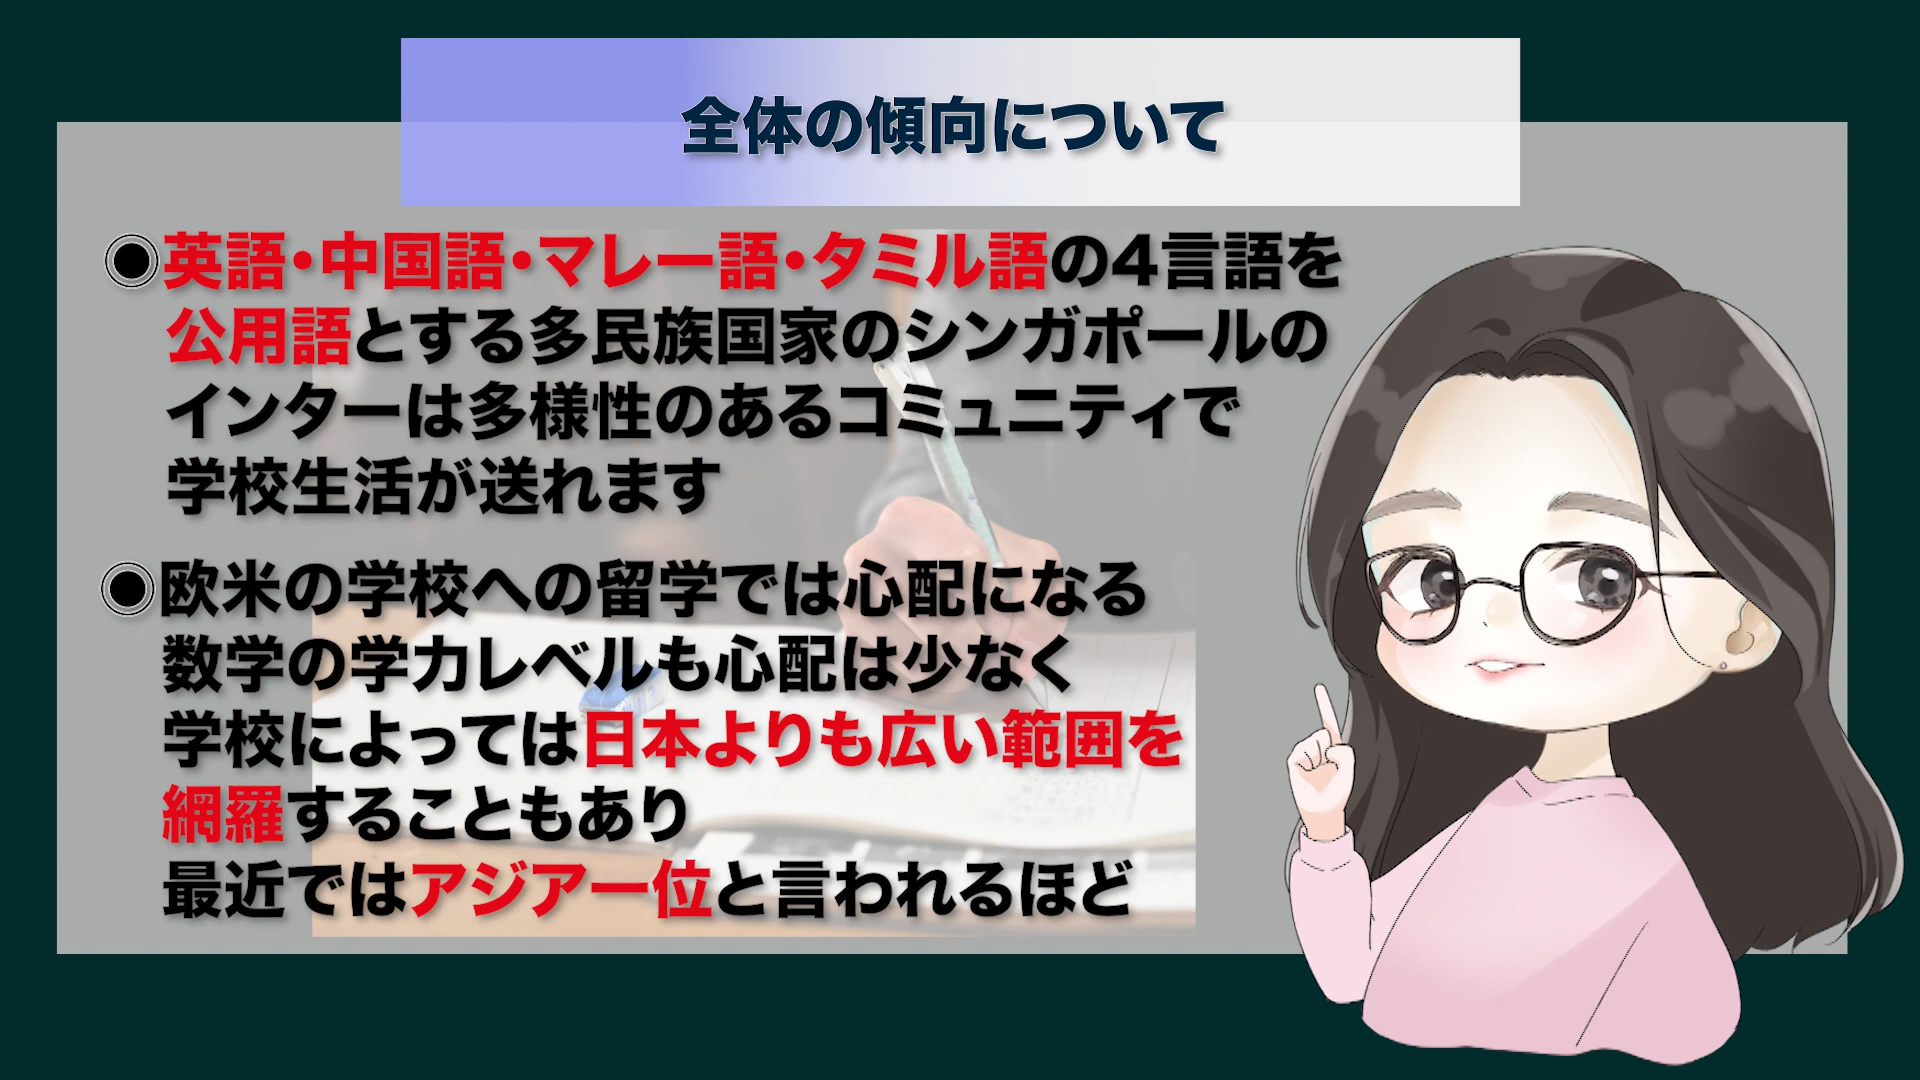 全体の傾向について
◉英語・中国語・マレー語・タミル語の4言語を
公用語とする多民族国家のシンガポールの
インターは多様性のあるコミュニティで
学校生活が送れます
◉欧米の学校への留学では心配になる
数学の学力レベルも心配は少なく
学校によっては日本よりも広い範囲を
網羅することもあり
最近ではアジア一位と言われるほど